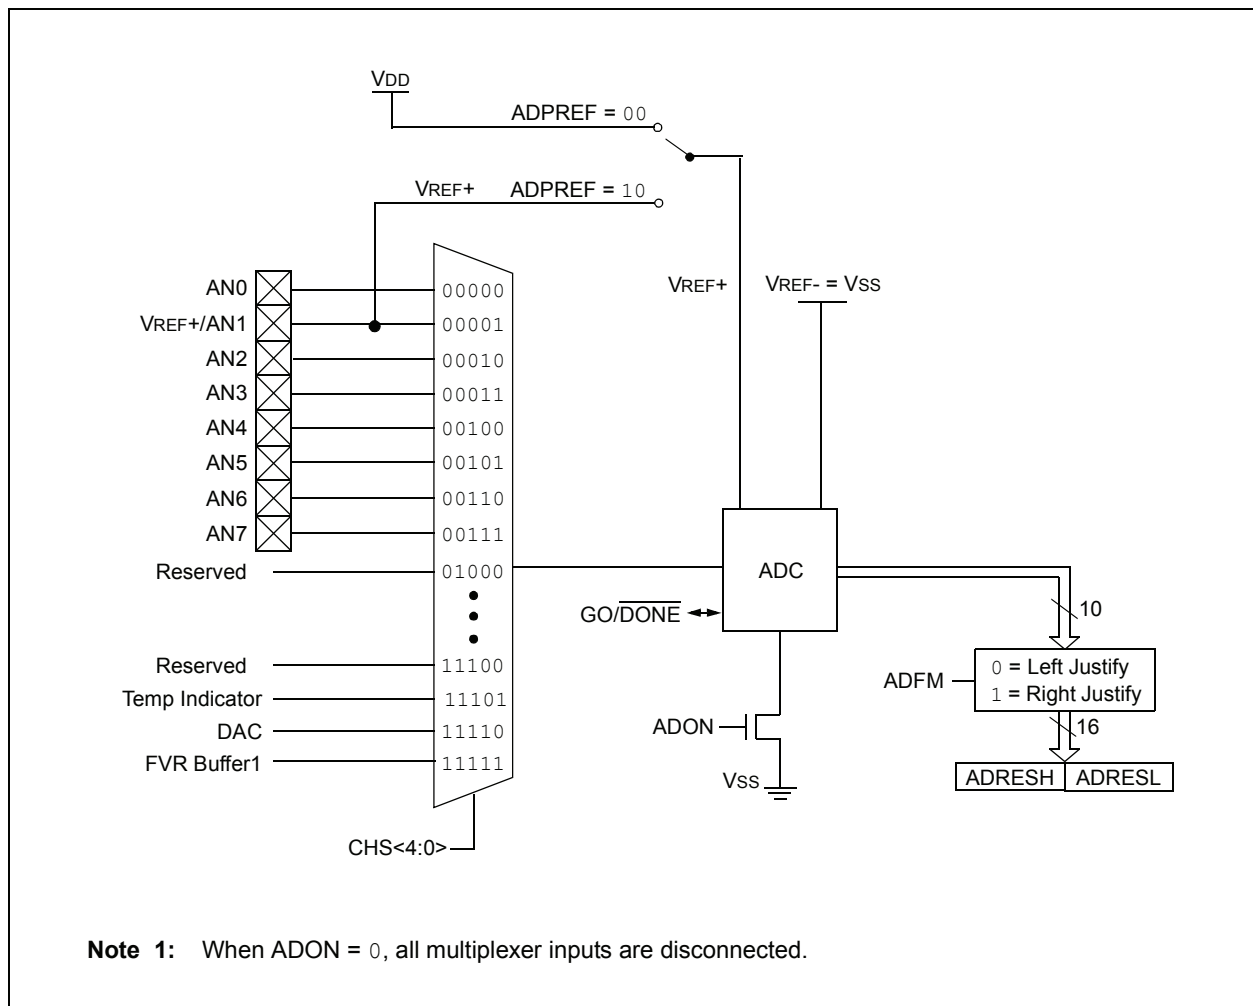 VDD
ADPREF = 00
VREF+ ADPREF = 10
VREF+ VREF- = VSS
AN0 00000
VREF+/AN1 00001
AN2 00010
AN3 00011
AN4 00100
AN5 00101
AN6 00110
AN7 00111
Reserved 01000
ADC
GO/DONE
10
Reserved 11100
Temp Indicator 11101
DAC 11110
FVR Buffer1 11111
CHS<4:0>
ADON
VSS
ADFM
0 = Left Justify
1 = Right Justify
16
ADRESH ADRESL
Note 1: When ADON = 0, all multiplexer inputs are disconnected.